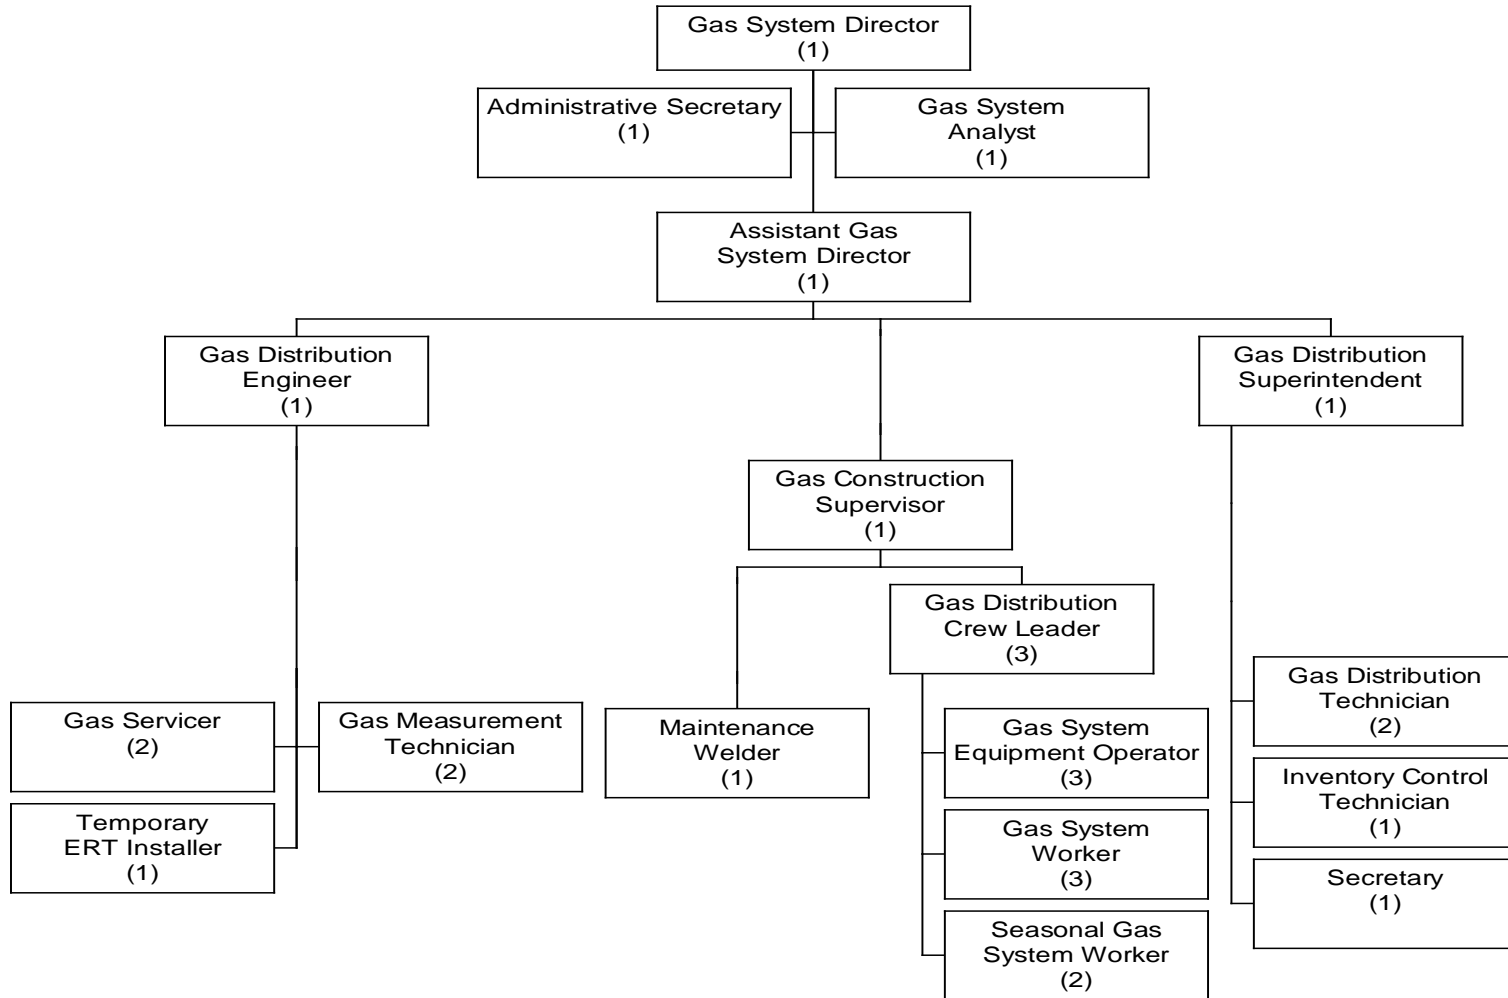 Gas System Director
(1)
Administrative Secretary
(1)
Gas System
Analyst
(1)
Assistant Gas
System Director
(1)
Gas Distribution
Engineer
(1)
Gas Distribution
Superintendent
(1)
Gas Construction
Supervisor
(1)
Gas Distribution
Crew Leader
(3)
Gas Servicer
(2)
Gas Measurement
Technician
(2)
Temporary
ERT Installer
(1)
Maintenance
Welder
(1)
Gas System
Equipment Operator
(3)
Gas System
Worker
(3)
Seasonal Gas
System Worker
(2)
Gas Distribution
Technician
(2)
Inventory Control
Technician
(1)
Secretary
(1)